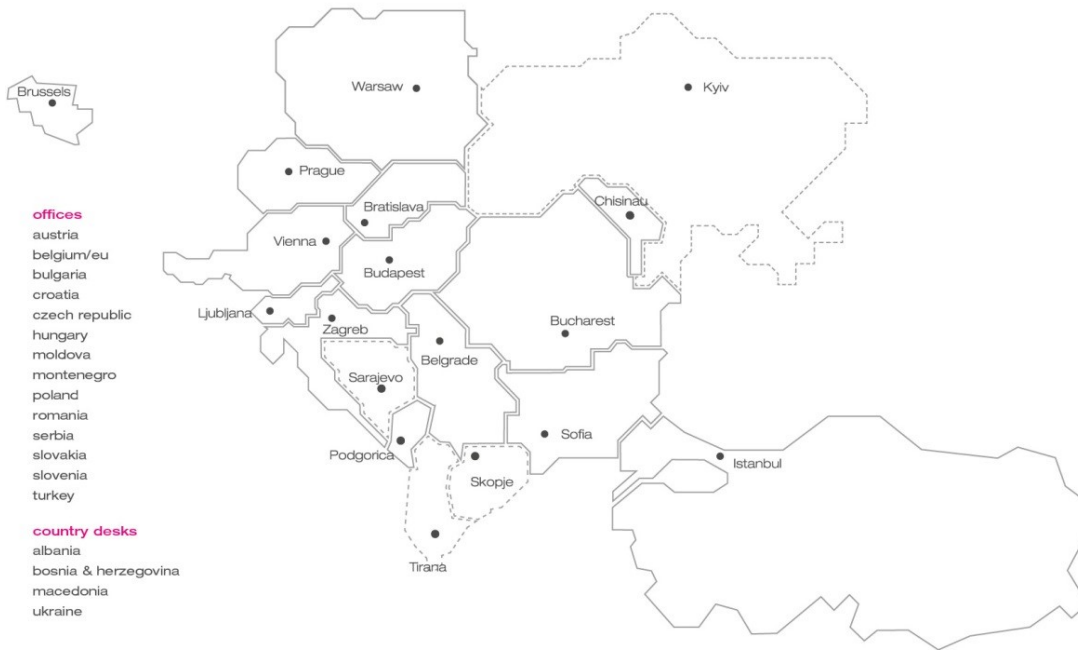 Warsaw
Kyiv
Brussels
Prague
Chisinau
Bratislava
Vienna
Budapest
Ljubljana
Zagreb
Bucharest
Belgrade
Sarajevo
Sofia
Podgorica
Istanbul
Skopje
Tirana
offices
austria
belgium/eu
bulgaria
croatia
czech republic
hungary
moldova
montenegro
poland
romania
serbia
slovakia
slovenia
turkey
country desks
albania
bosnia & herzegovina
macedonia
ukraine